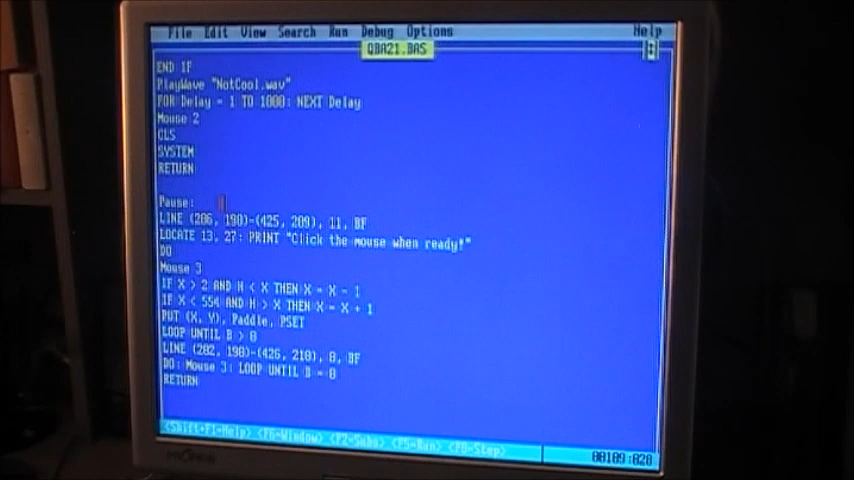 File Edit View Search Run Debug Options Help
QBA21.BAS
END IF
PlayWave "NotCool.wav"
FOR Delay = 1 TO 1000: NEXT Delay
Mouse 2
CLS
SYSTEM
RETURN
Pause:
LINE (206, 190)-(425, 209), 11, BF
LOCATE 13, 27: PRINT "Click the mouse when ready!"
DO
Mouse 3
IF X > 2 AND H < X THEN X = X - 1
IF X < 554 AND H > X THEN X = X + 1
PUT (X, Y), Paddle, PSET
LOOP UNTIL B > 0
LINE (202, 190)-(426, 210), 0, BF
DO: Mouse 3: LOOP UNTIL B = 0
RETURN
<Shift+F1=Help> <F6=Window> <F2=Subs> <F5=Run> <F8=Step>
00189:020